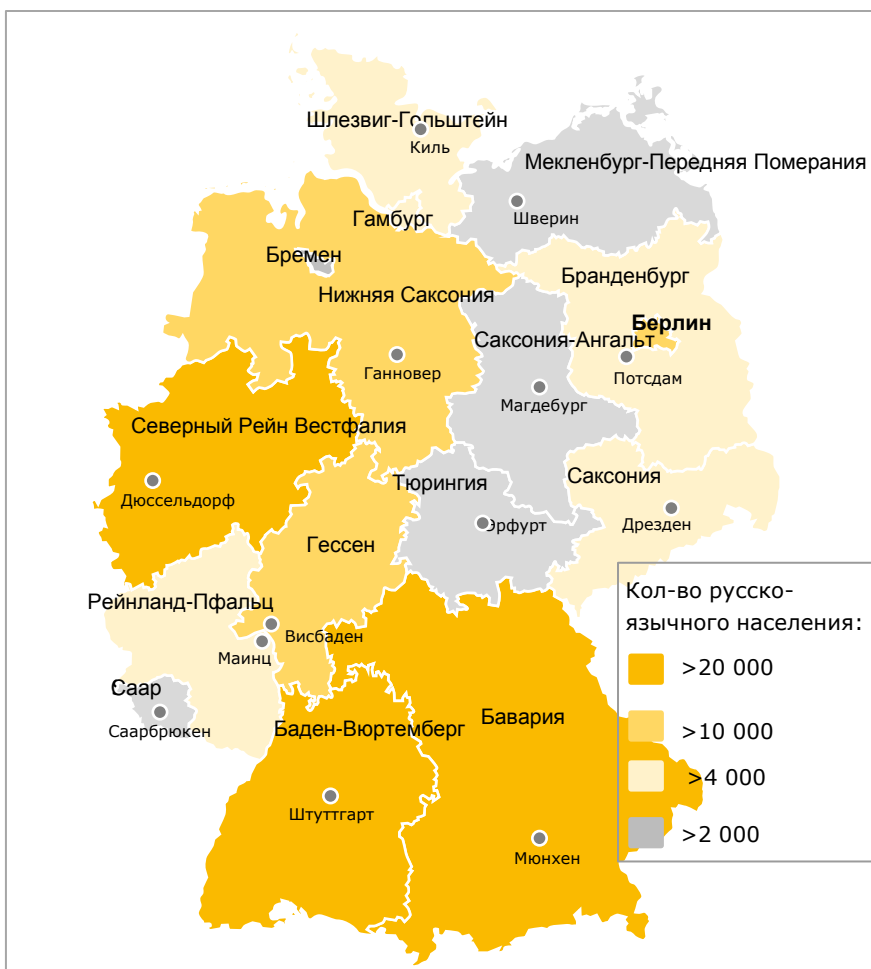 Шлезвиг-Гольштейн
Киль
Мекленбург-Передняя Померания
Шверин
Гамбург
Бремен
Бранденбург
Нижняя Саксония
Берлин
Саксония-Ангальт
Ганновер
Потсдам
Магдебург
Северный Рейн Вестфалия
Саксония
Тюрингия
Дюссельдорф
Эрфурт
Дрезден
Гессен
Рейнланд-Пфальц
Висбаден
Маинц
Саар
Саарбрюкен
Баден-Вюртемберг
Бавария
Штуттгарт
Мюнхен
Кол-во русско-
язычного населения:
>20 000
>10 000
>4 000
>2 000